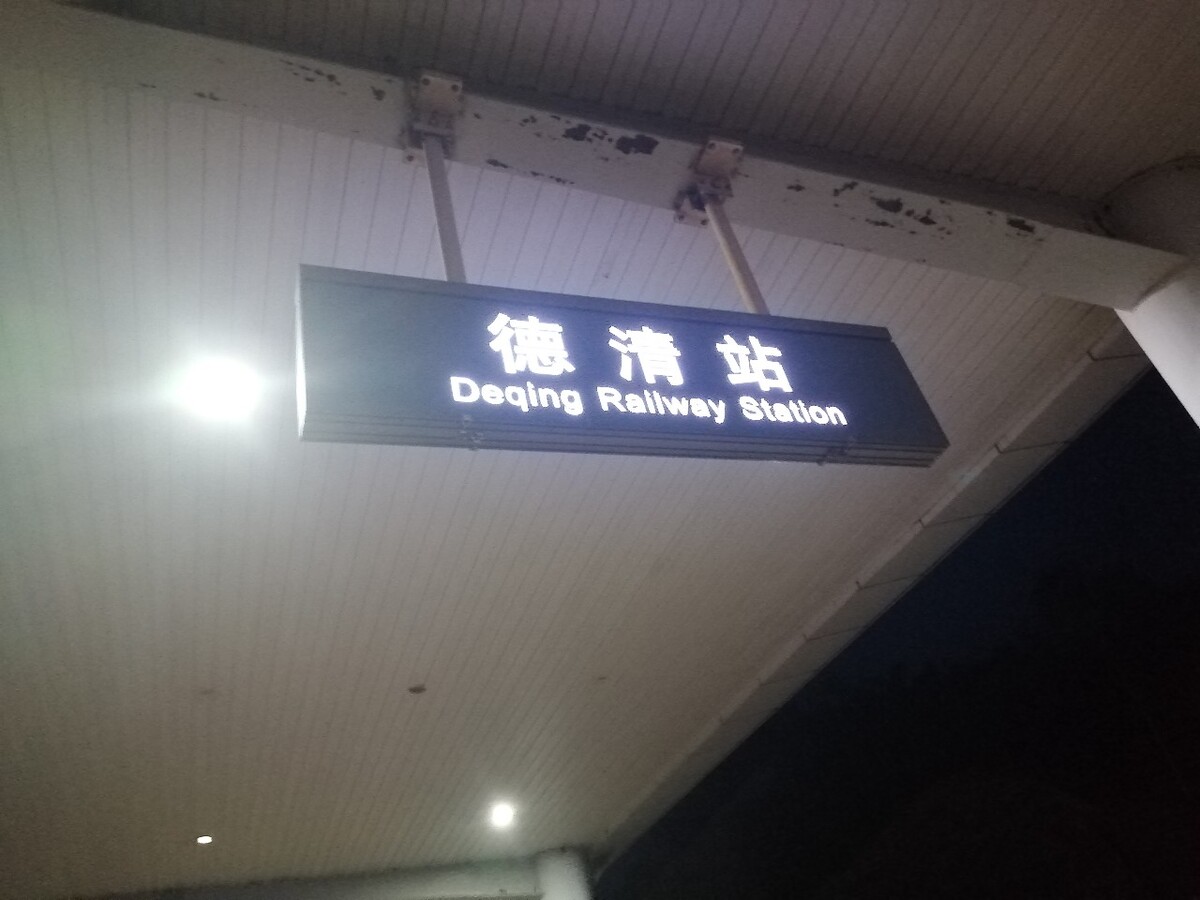 德清站
Deqing Railway Station